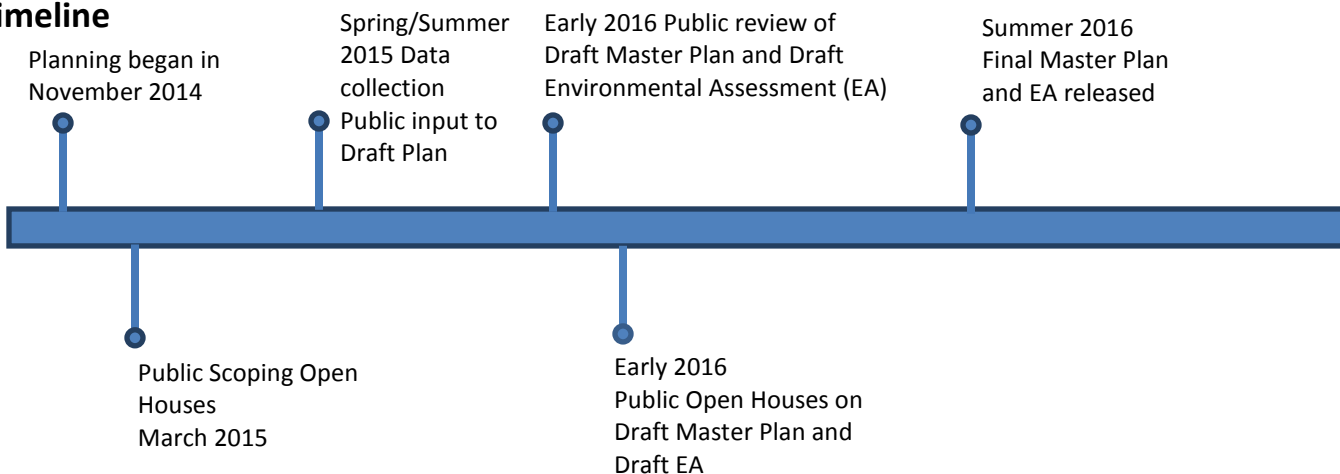 imeline
Planning began in
November 2014
Spring/Summer
2015 Data
collection
Public input to
Draft Plan
Early 2016 Public review of
Draft Master Plan and Draft
Environmental Assessment (EA)
Summer 2016
Final Master Plan
and EA released
Public Scoping Open
Houses
March 2015
Early 2016
Public Open Houses on
Draft Master Plan and
Draft EA